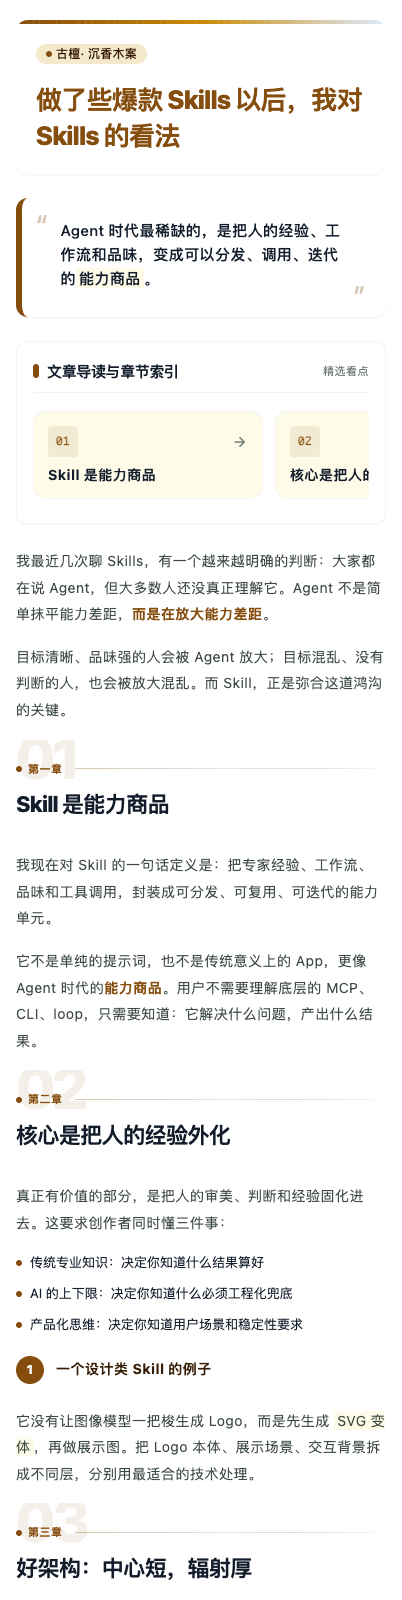 古檀· 沉香木案
做了些爆款 Skills 以后，我对
Skills 的看法
“
Agent 时代最稀缺的，是把人的经验、工
作流和品味，变成可以分发、调用、迭代
的 能力商品 。
”
文章导读与章节索引
精选看点
01
→
Skill 是能力商品
02
核心是把人的
我最近几次聊 Skills，有一个越来越明确的判断：大家都
在说 Agent，但大多数人还没真正理解它。Agent 不是简
单抹平能力差距，而是在放大能力差距。
目标清晰、品味强的人会被 Agent 放大；目标混乱、没有
判断的人，也会被放大混乱。而 Skill，正是弥合这道鸿沟
的关键。
01
第一章
Skill 是能力商品
我现在对 Skill 的一句话定义是：把专家经验、工作流、
品味和工具调用，封装成可分发、可复用、可迭代的能力
单元。
它不是单纯的提示词，也不是传统意义上的 App，更像
Agent 时代的能力商品。用户不需要理解底层的 MCP、
CLI、loop，只需要知道：它解决什么问题，产出什么结
果。
02
第二章
核心是把人的经验外化
真正有价值的部分，是把人的审美、判断和经验固化进
去。这要求创作者同时懂三件事：
传统专业知识：决定你知道什么结果算好
AI 的上下限：决定你知道什么必须工程化兜底
产品化思维：决定你知道用户场景和稳定性要求
1 一个设计类 Skill 的例子
它没有让图像模型一把梭生成 Logo，而是先生成 SVG 变
体 ，再做展示图。把 Logo 本体、展示场景、交互背景拆
成不同层，分别用最适合的技术处理。
03
第三章
好架构：中心短，辐射厚